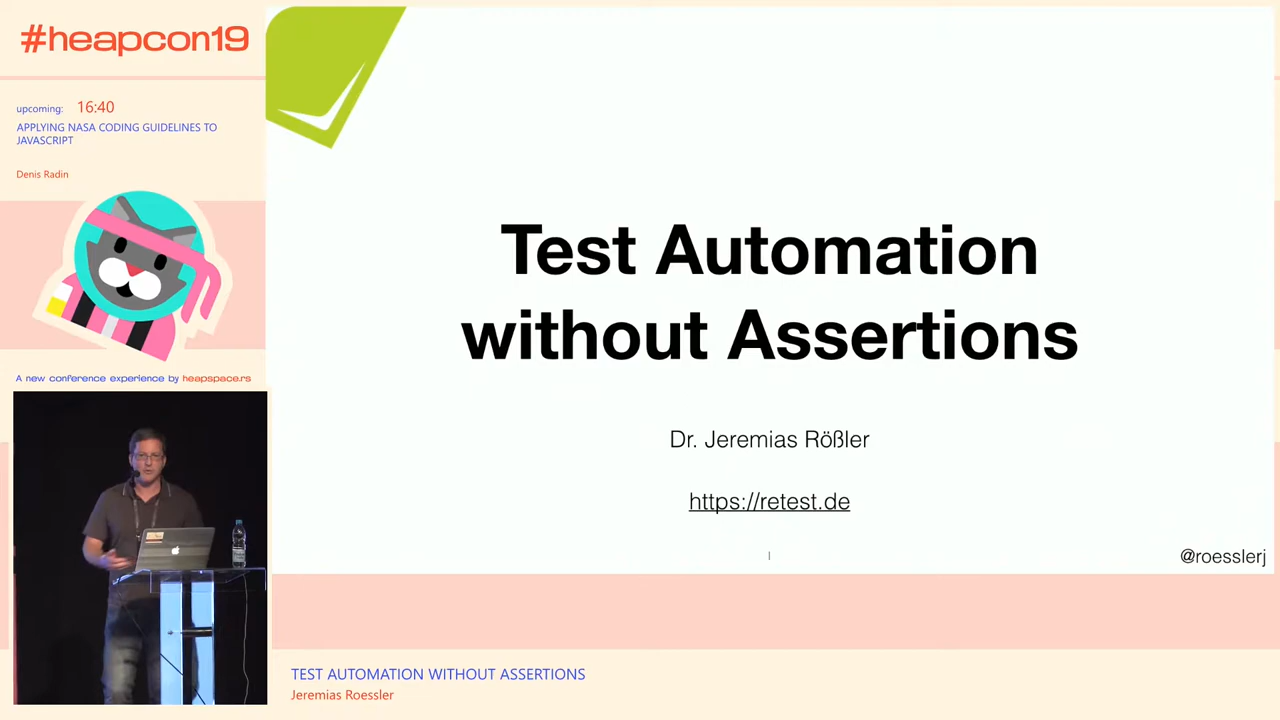 #heapcon19
upcoming: 16:40
APPLYING NASA CODING GUIDELINES TO
JAVASCRIPT
Denis Radin
A new conference experience by heapspace.rs
Test Automation
without Assertions
Dr. Jeremias Rößler
https://retest.de
@roesslerj
TEST AUTOMATION WITHOUT ASSERTIONS
Jeremias Roessler